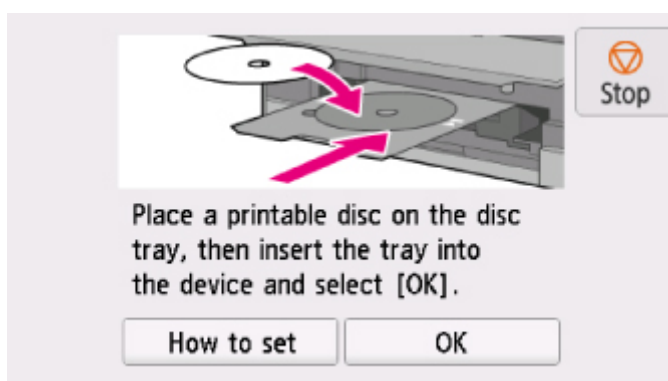 Stop
Place a printable disc on the disc
tray, then insert the tray into
the device and select [OK].
How to set
OK